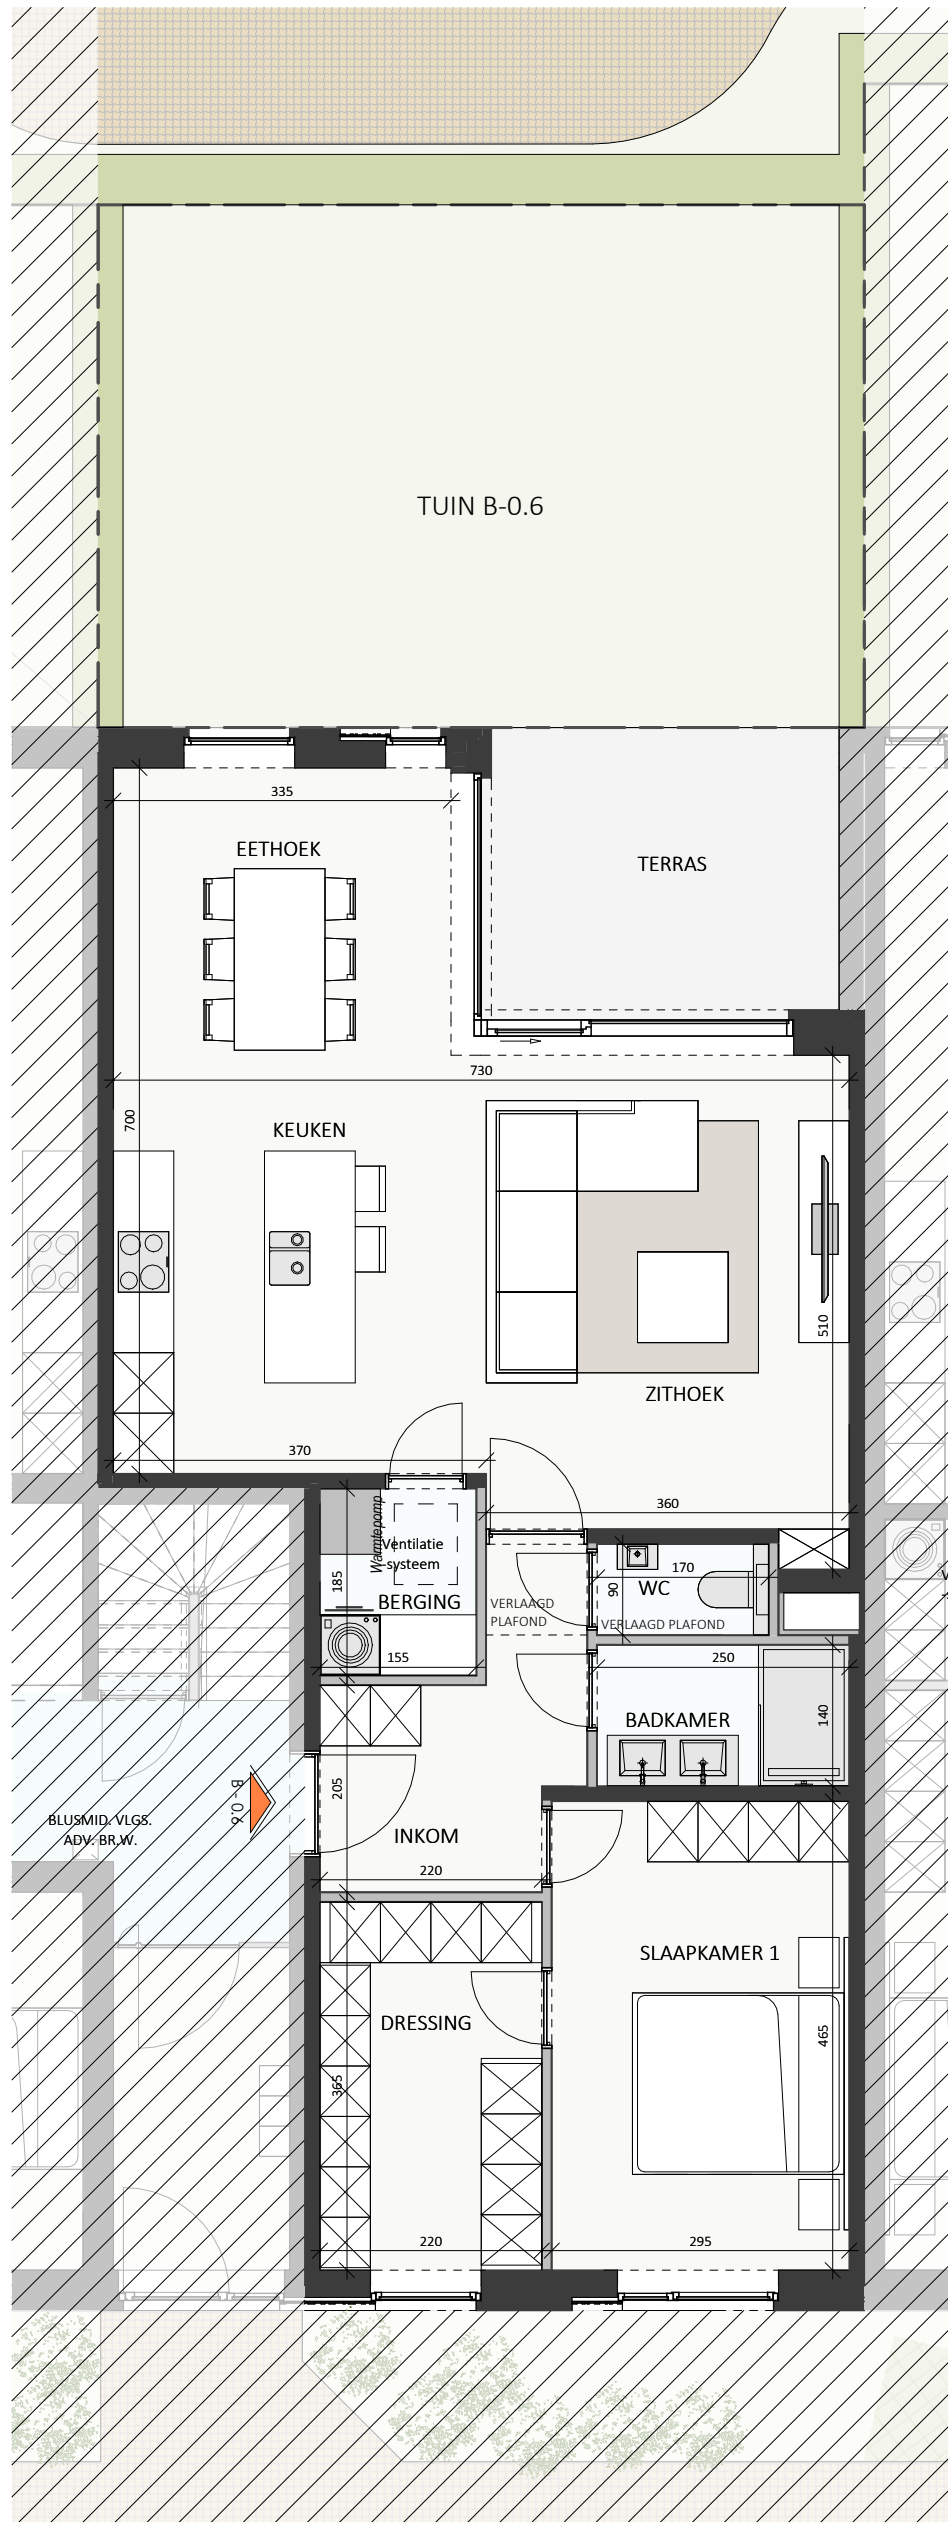 TUIN B-0.6
335
EETHOEK
TERRAS
730
700
KEUKEN
510
ZITHOEK
370
360
Warmtepomp
Ventilatie
systeem
185
BERGING
VERLAAGD
PLAFOND
170
90
WC
VERLAAGD PLAFOND
155
250
BADKAMER
140
205
B - 0.6
BLUSMID. VLGS.
ADV. BR.W.
INKOM
220
SLAAPKAMER 1
DRESSING
465
365
220
295